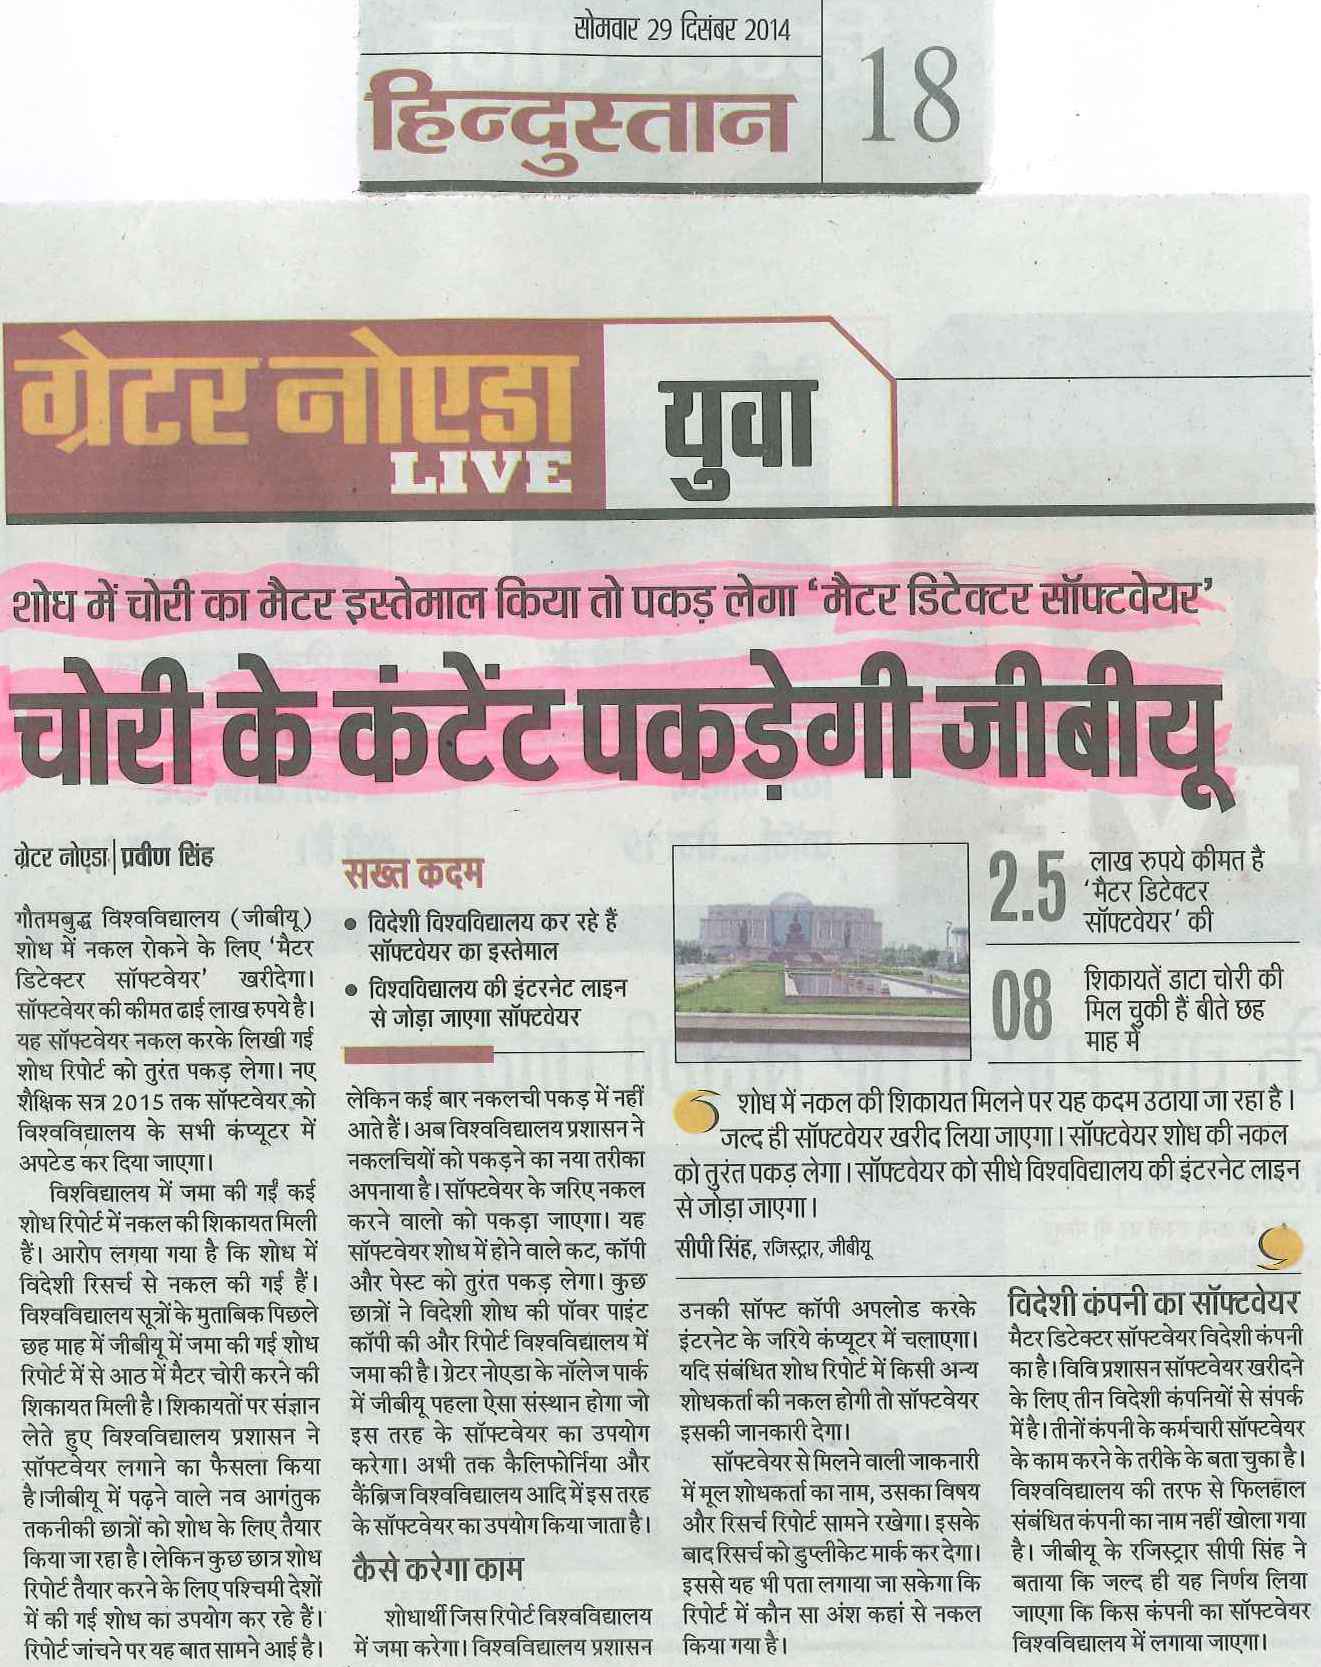 सोमवार 29 दिसंबर 2014
हिन्दुस्तान
18
ग्रेटर नोएडा
LIVE
युवा
शोध में चोरी का मैटर इस्तेमाल किया तो पकड़ लेगा 'मैटर डिटेक्टर सॉफ्टवेयर'
चोरी के कंटेंट पकड़ेगी जीबीयू
ग्रेटर नोएडा | प्रवीण सिंह
गौतमबुद्ध विश्वविद्यालय (जीबीयू)
शोध में नकल रोकने के लिए 'मैटर
डिटेक्टर सॉफ्टवेयर' खरीदेगा।
सॉफ्टवेयर की कीमत ढाई लाख रुपये है।
यह सॉफ्टवेयर नकल करके लिखी गई
शोध रिपोर्ट को तुरंत पकड़ लेगा। नए
शैक्षिक सत्र 2015 तक सॉफ्टवेयर को
विश्वविद्यालय के सभी कंप्यूटर में
अपटेड कर दिया जाएगा।
विश्विद्यालय में जमा की गईं कई
शोध रिपोर्ट में नकल की शिकायत मिली
हैं। आरोप लगया गया है कि शोध में
विदेशी रिसर्च से नकल की गई हैं।
विश्वविद्यालय सूत्रों के मुताबिक पिछले
छह माह में जीबीयू में जमा की गई शोध
रिपोर्ट में से आठ में मैटर चोरी करने की
शिकायत मिली है। शिकायतों पर संज्ञान
लेते हुए विश्वविद्यालय प्रशासन ने
सॉफ्टवेयर लगाने का फैसला किया
है।जीबीयू में पढ़ने वाले नव आगंतुक
तकनीकी छात्रों को शोध के लिए तैयार
किया जा रहा है। लेकिन कुछ छात्र शोध
रिपोर्ट तैयार करने के लिए पश्चिमी देशों
में की गई शोध का उपयोग कर रहे हैं।
रिपोर्ट जांचने पर यह बात सामने आई है।
सख्त कदम
• विदेशी विश्वविद्यालय कर रहे हैं
सॉफ्टवेयर का इस्तेमाल
• विश्वविद्यालय की इंटरनेट लाइन
से जोड़ा जाएगा सॉफ्टवेयर
लेकिन कई बार नकलची पकड़ में नहीं
आते हैं। अब विश्वविद्यालय प्रशासन ने
नकलचियों को पकड़ने का नया तरीका
अपनाया है। सॉफ्टवेयर के जरिए नकल
करने वालो को पकड़ा जाएगा। यह
सॉफ्टवेयर शोध में होने वाले कट, कॉपी
और पेस्ट को तुरंत पकड़ लेगा। कुछ
छात्रों ने विदेशी शोध की पॉवर पाइंट
कॉपी की और रिपोर्ट विश्वविद्यालय में
जमा की है। ग्रेटर नोएडा के नॉलेज पार्क
में जीबीयू पहला ऐसा संस्थान होगा जो
इस तरह के सॉफ्टवेयर का उपयोग
करेगा। अभी तक कैलिफोर्निया और
कैंब्रिज विश्वविद्यालय आदि में इस तरह
के सॉफ्टवेयर का उपयोग किया जाता है।
कैसे करेगा काम
शोधार्थी जिस रिपोर्ट विश्वविद्यालय
में जमा करेगा। विश्वविद्यालय प्रशासन
2.5 लाख रुपये कीमत है
'मैटर डिटेक्टर
सॉफ्टवेयर' की
08 शिकायतें डाटा चोरी की
मिल चुकी हैं बीते छह
माह में
शोध में नकल की शिकायत मिलने पर यह कदम उठाया जा रहा है।
जल्द ही सॉफ्टवेयर खरीद लिया जाएगा। सॉफ्टवेयर शोध की नकल
को तुरंत पकड़ लेगा। सॉफ्टवेयर को सीधे विश्वविद्यालय की इंटरनेट लाइन
से जोड़ा जाएगा।
सीपी सिंह, रजिस्ट्रार, जीबीयू
उनकी सॉफ्ट कॉपी अपलोड करके
इंटरनेट के जरिये कंप्यूटर में चलाएगा।
यदि संबंधित शोध रिपोर्ट में किसी अन्य
शोधकर्ता की नकल होगी तो सॉफ्टवेयर
इसकी जानकारी देगा।
सॉफ्टवेयर से मिलने वाली जाकनारी
में मूल शोधकर्ता का नाम, उसका विषय
और रिसर्च रिपोर्ट सामने रखेगा। इसके
बाद रिसर्च को डुप्लीकेट मार्क कर देगा।
इससे यह भी पता लगाया जा सकेगा कि
रिपोर्ट में कौन सा अंश कहां से नकल
किया गया है।
विदेशी कंपनी का सॉफ्टवेयर
मैटर डिटेक्टर सॉफ्टवेयर विदेशी कंपनी
का है। विवि प्रशासन सॉफ्टवेयर खरीदने
के लिए तीन विदेशी कंपनियों से संपर्क
में है। तीनों कंपनी के कर्मचारी सॉफ्टवेयर
के काम करने के तरीके के बता चुका है।
विश्वविद्यालय की तरफ से फिलहाल
संबंधित कंपनी का नाम नहीं खोला गया
है। जीबीयू के रजिस्ट्रार सीपी सिंह ने
बताया कि जल्द ही यह निर्णय लिया
जाएगा कि किस कंपनी का सॉफ्टवेयर
विश्वविद्यालय में लगाया जाएगा।